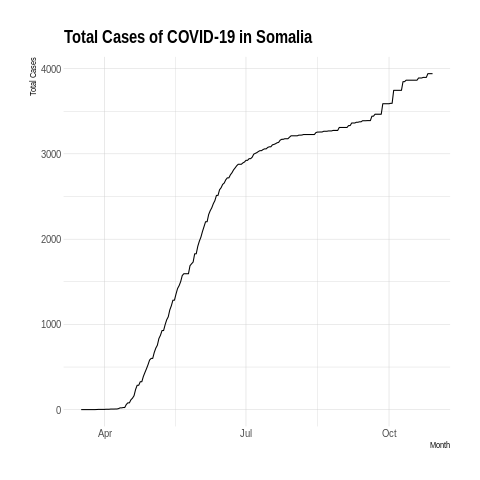 Total Cases of COVID-19 in Somalia
Total Cases
4000
3000
2000
1000
0
Apr
Jul
Oct
Month